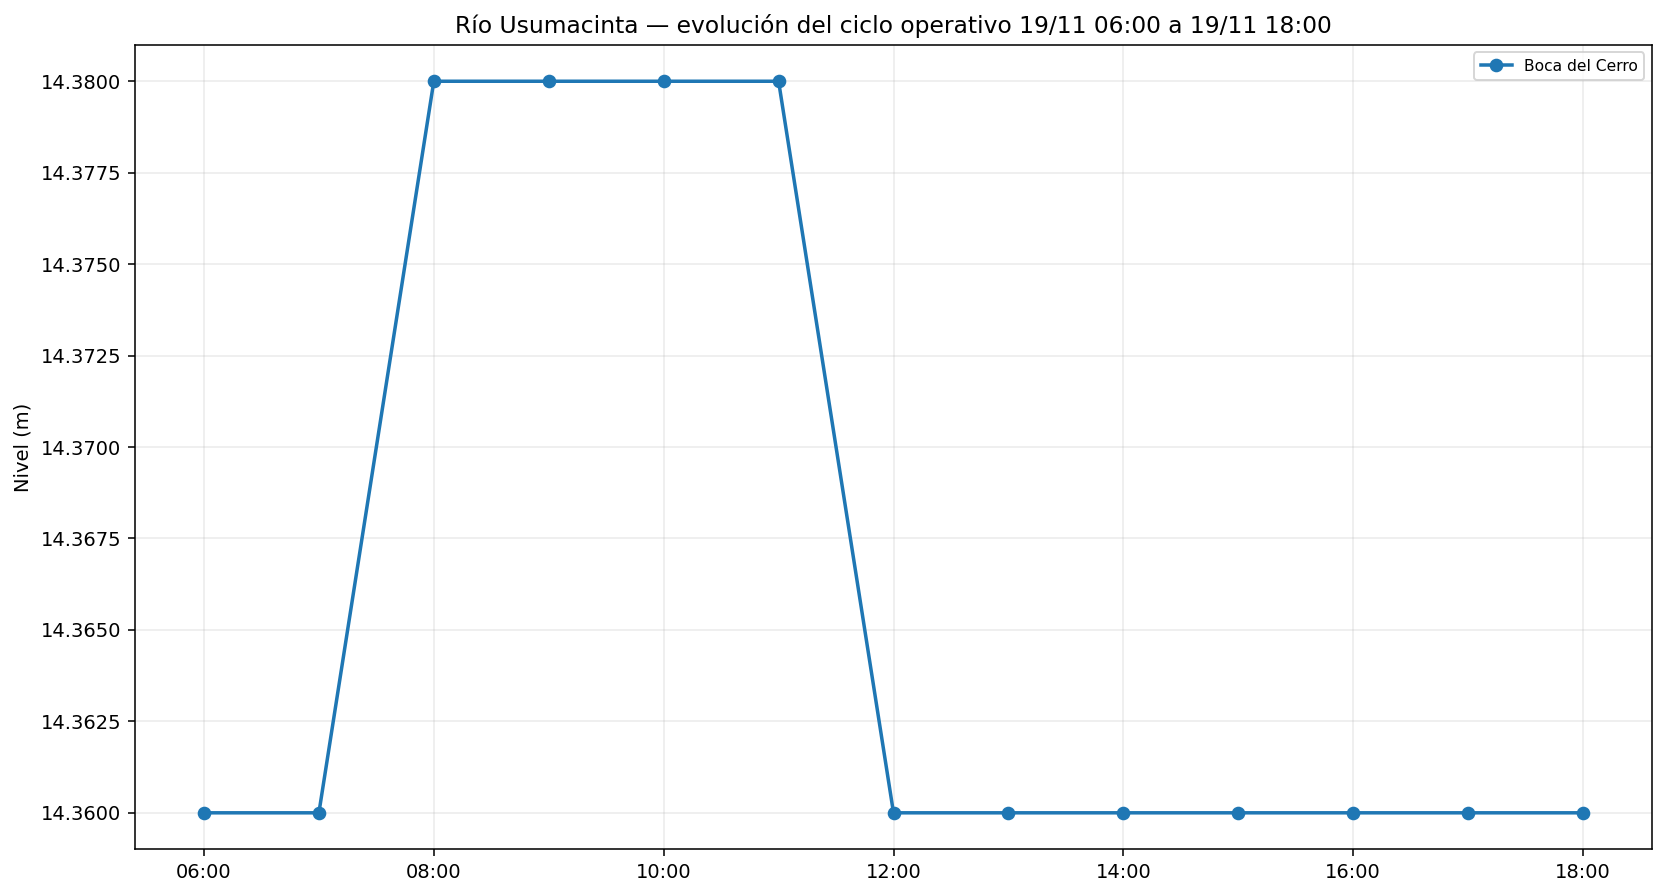 Río Usumacinta — evolución del ciclo operativo 19/11 06:00 a 19/11 18:00
Boca del Cerro
Nivel (m)
14.3800
14.3775
14.3750
14.3725
14.3700
14.3675
14.3650
14.3625
14.3600
06:00 08:00 10:00 12:00 14:00 16:00 18:00